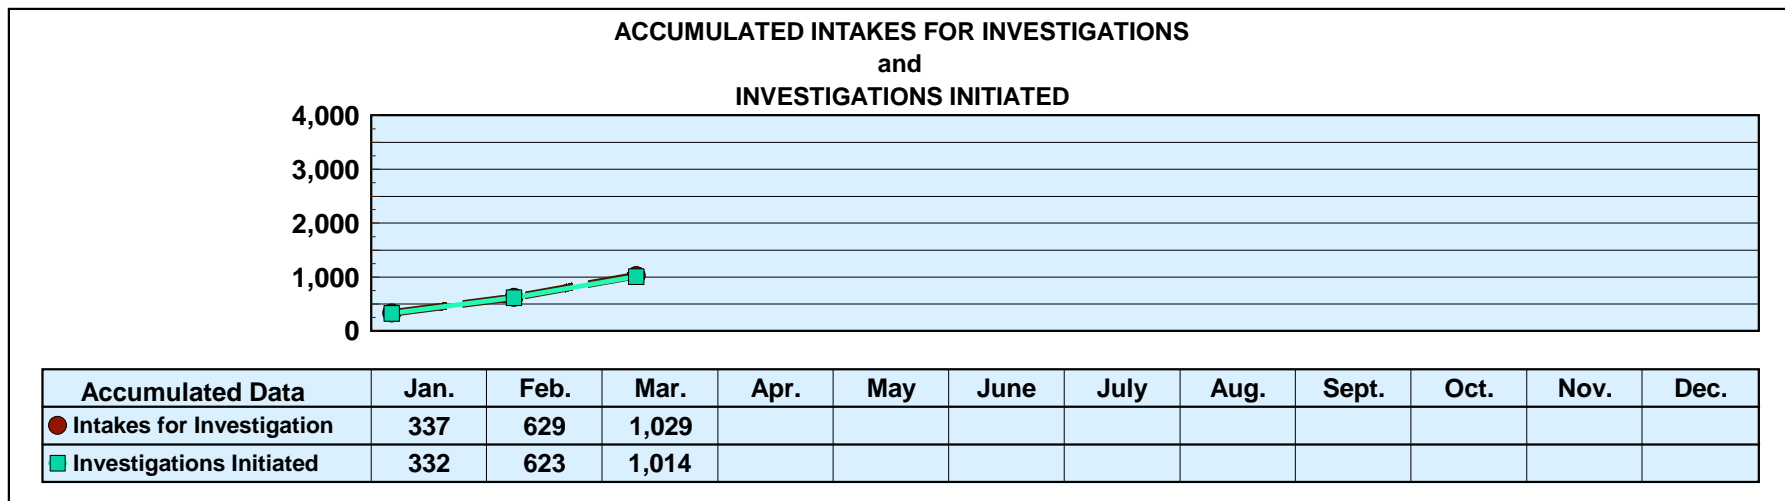 ACCUMULATED INTAKES FOR INVESTIGATIONS
and
INVESTIGATIONS INITIATED
4,000
3,000
2,000
1,000
0
Accumulated Data Jan. Feb. Mar. Apr. May June July Aug. Sept. Oct. Nov. Dec.
Intakes for Investigation 337 629 1,029
Investigations Initiated 332 623 1,014